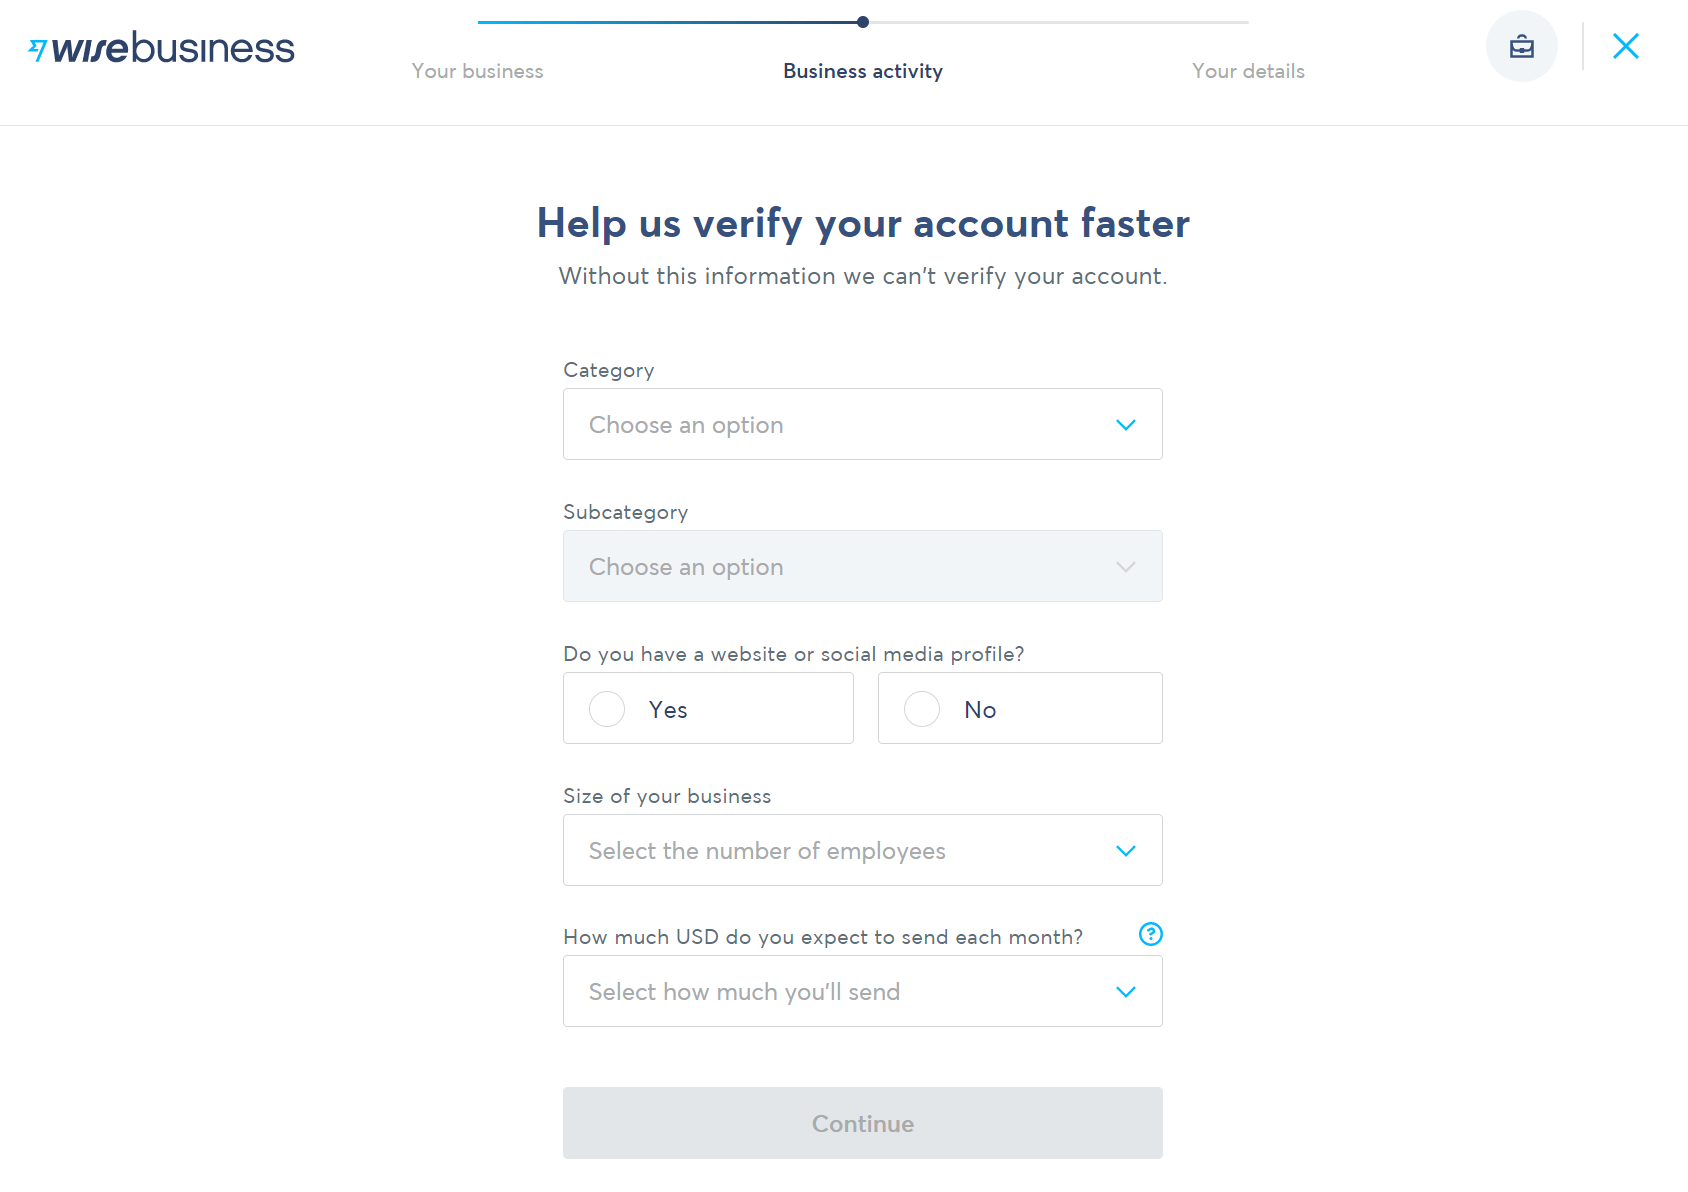 wisebusiness
Your business
Business activity
Your details
Help us verify your account faster
Without this information we can't verify your account.
Category
Choose an option
Subcategory
Choose an option
Do you have a website or social media profile?
Yes
No
Size of your business
Select the number of employees
How much USD do you expect to send each month?
Select how much you'll send
Continue